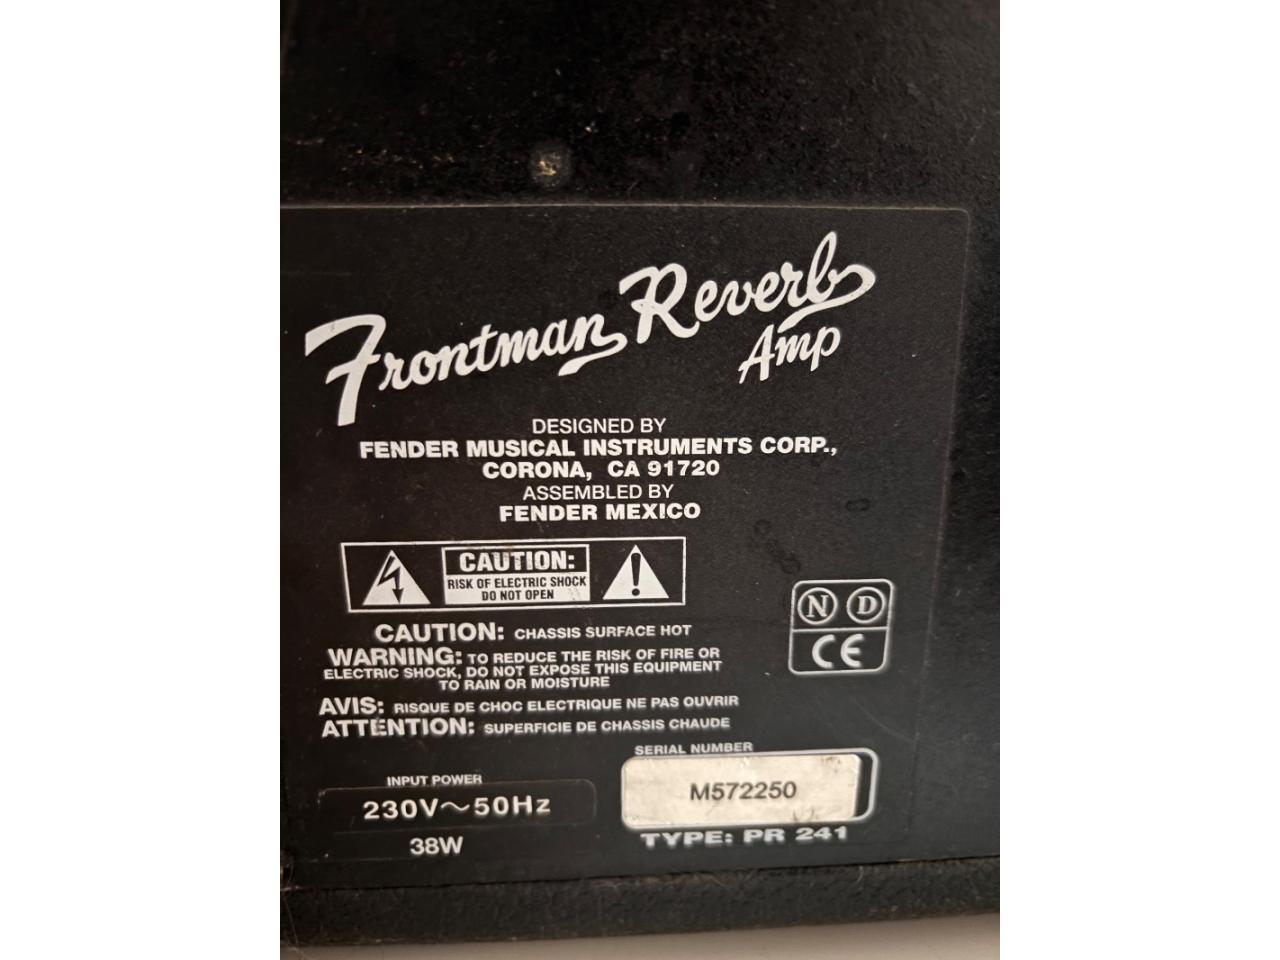 Frontman Reverb
Amp
DESIGNED BY
FENDER MUSICAL INSTRUMENTS CORP.,
CORONA, CA 91720
ASSEMBLED BY
FENDER MEXICO
CAUTION:
RISK OF ELECTRIC SHOCK
DO NOT OPEN
N D
CE
CAUTION: CHASSIS SURFACE HOT
WARNING: TO REDUCE THE RISK OF FIRE OR
ELECTRIC SHOCK, DO NOT EXPOSE THIS EQUIPMENT
TO RAIN OR MOISTURE
AVIS: RISQUE DE CHOC ELECTRIQUE NE PAS OUVRIR
ATTENTION: SUPERFICIE DE CHASSIS CHAUDE
SERIAL NUMBER
M572250
TYPE: PR 241
INPUT POWER
230V~50Hz
38W